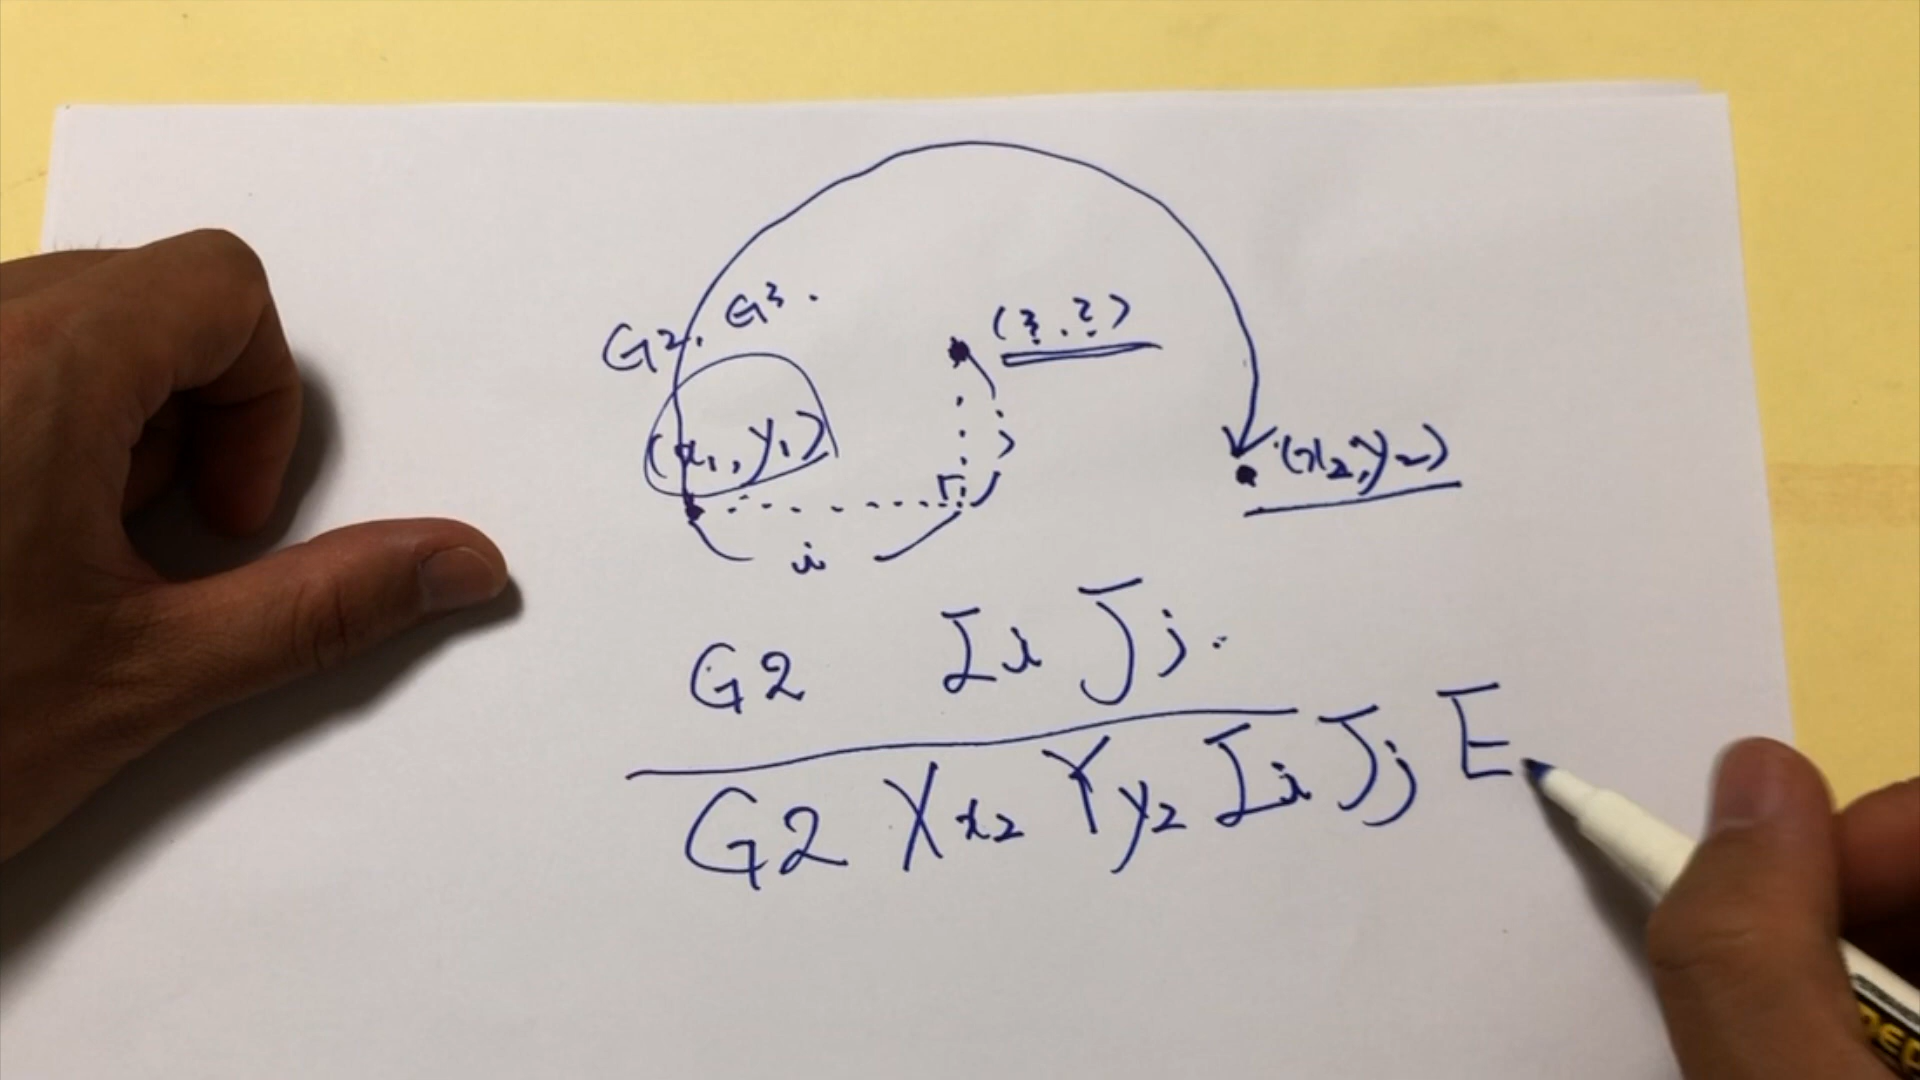 G2, G3.
(?, ?)
(x1, y1)
j
(x2, y2)
i
G2 Ii Jj.
G2 Xx2 Yy2 Ii Jj E